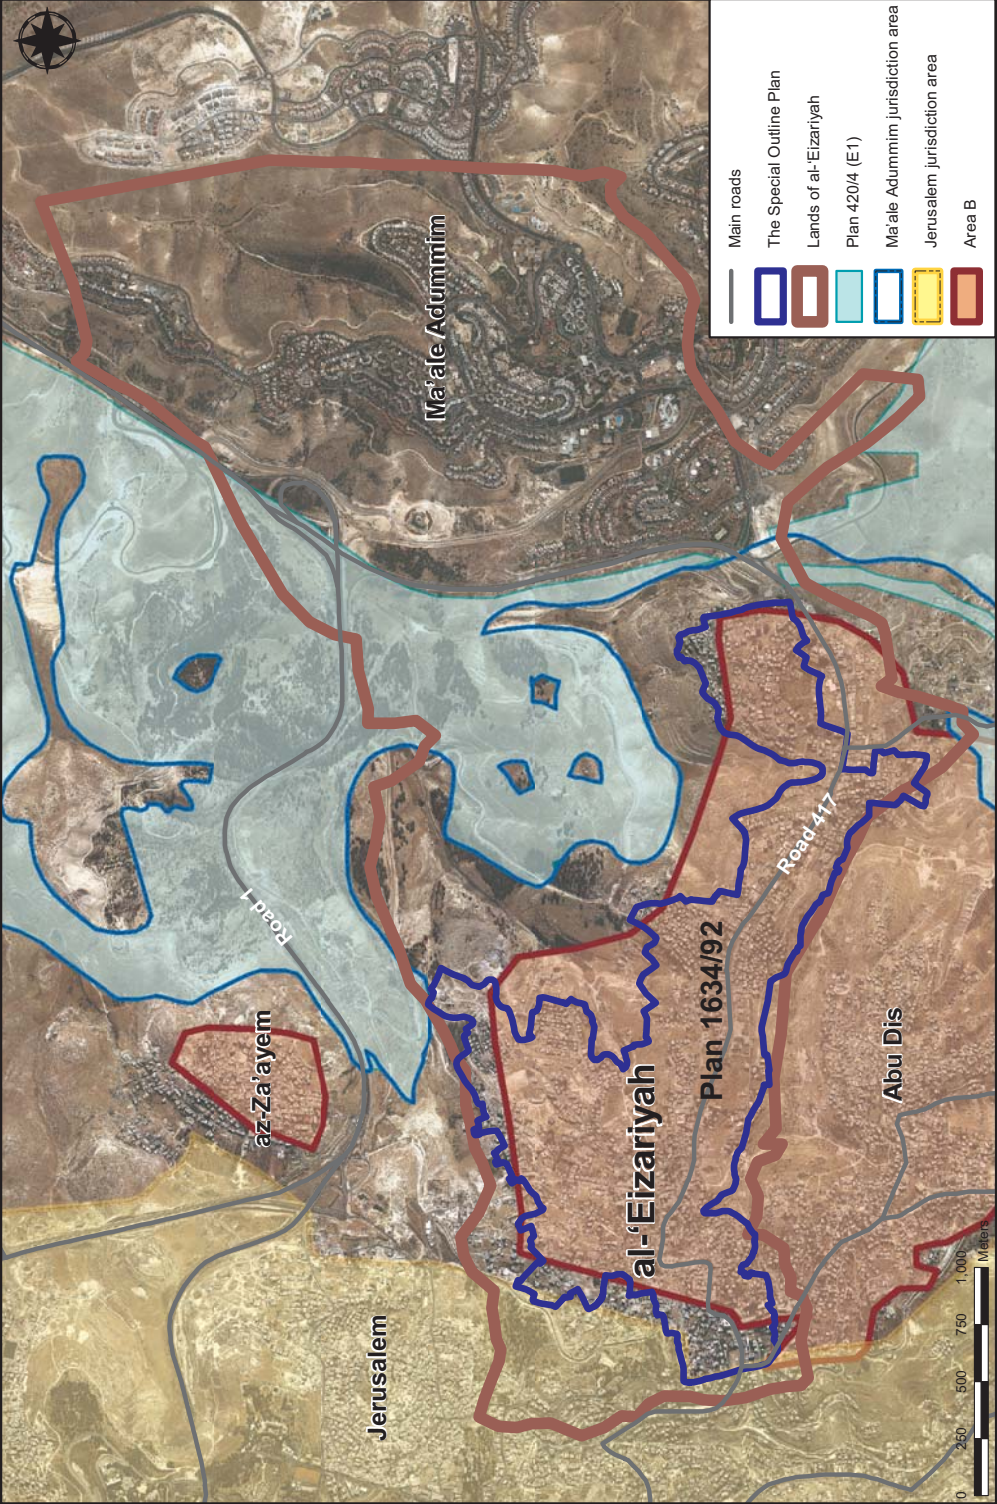 Ma'ale Adummim
Road 1
az-Za'ayem
Jerusalem
Road 417
Plan 1634/92
al-‘Eizariyah
Abu Dis
Main roads
The Special Outline Plan
Lands of al-‘Eizariyah
Plan 420/4 (E1)
Ma'ale Adummim jurisdiction area
Jerusalem jurisdiction area
Area B
0 250 500 750 1,000
Meters